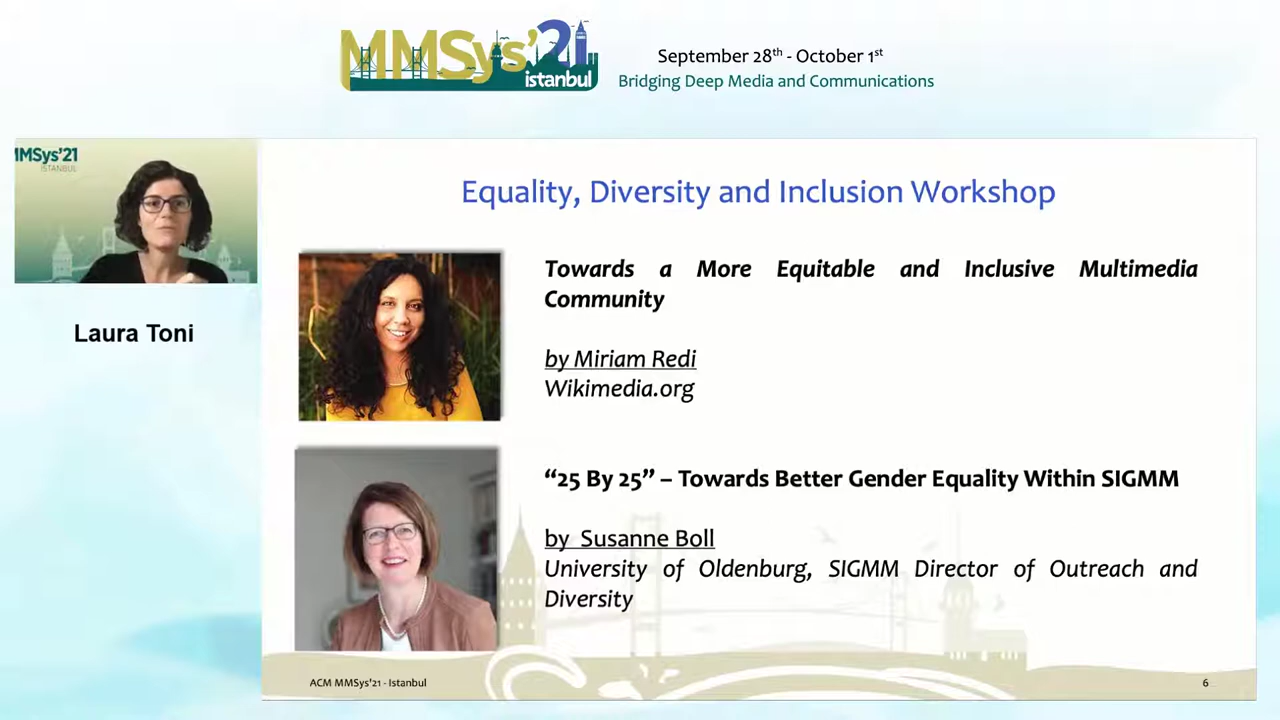 MMSys'21
istanbul
September 28th - October 1st
Bridging Deep Media and Communications
MMSys'21
ISTANBUL
Laura Toni
Equality, Diversity and Inclusion Workshop
Towards a More Equitable and Inclusive Multimedia
Community
by Miriam Redi
Wikimedia.org
“25 By 25” – Towards Better Gender Equality Within SIGMM
by Susanne Boll
University of Oldenburg, SIGMM Director of Outreach and
Diversity
ACM MMSys'21 - Istanbul
6